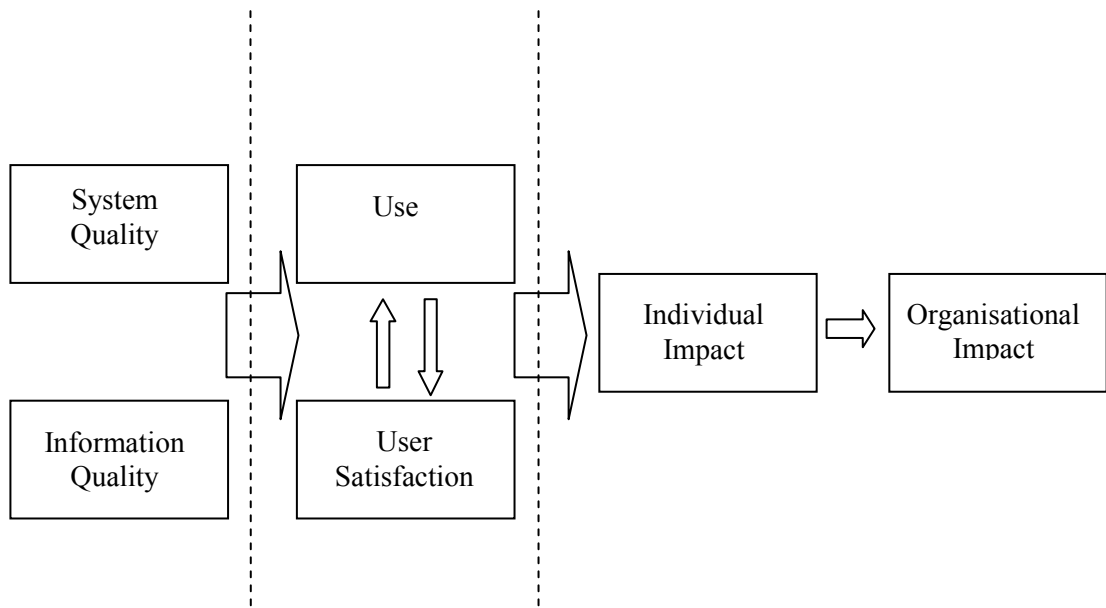 System
Quality
Use
Individual
Impact
Organisational
Impact
Information
Quality
User
Satisfaction